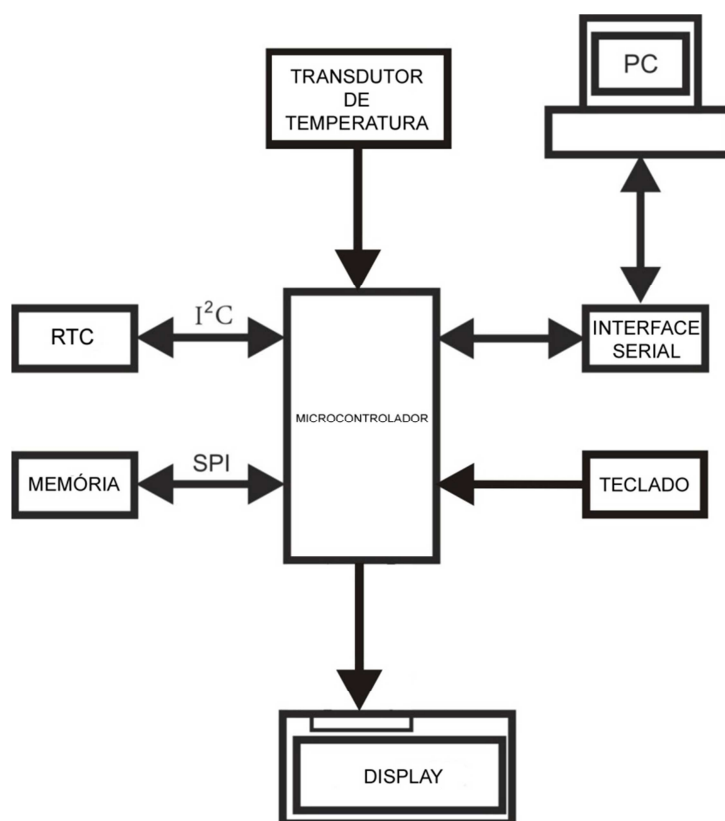 TRANSDUTOR
DE
TEMPERATURA
PC
RTC
I²C
INTERFACE
SERIAL
MICROCONTROLADOR
MEMÓRIA
SPI
TECLADO
DISPLAY